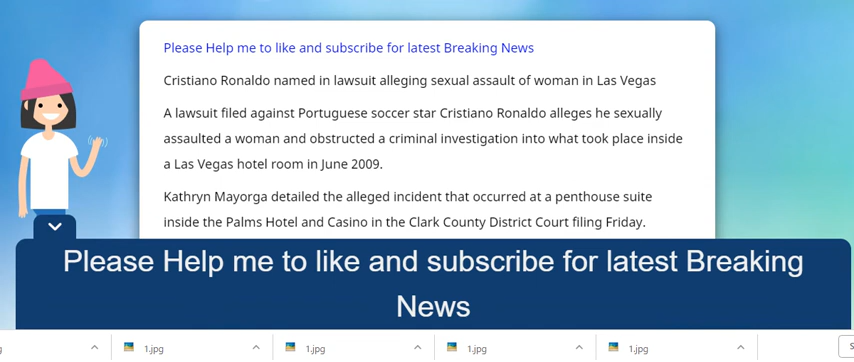 Please Help me to like and subscribe for latest Breaking News
Cristiano Ronaldo named in lawsuit alleging sexual assault of woman in Las Vegas
A lawsuit filed against Portuguese soccer star Cristiano Ronaldo alleges he sexually
assaulted a woman and obstructed a criminal investigation into what took place inside
a Las Vegas hotel room in June 2009.
Kathryn Mayorga detailed the alleged incident that occurred at a penthouse suite
inside the Palms Hotel and Casino in the Clark County District Court filing Friday.
Please Help me to like and subscribe for latest Breaking
News
1.jpg 1.jpg 1.jpg 1.jpg